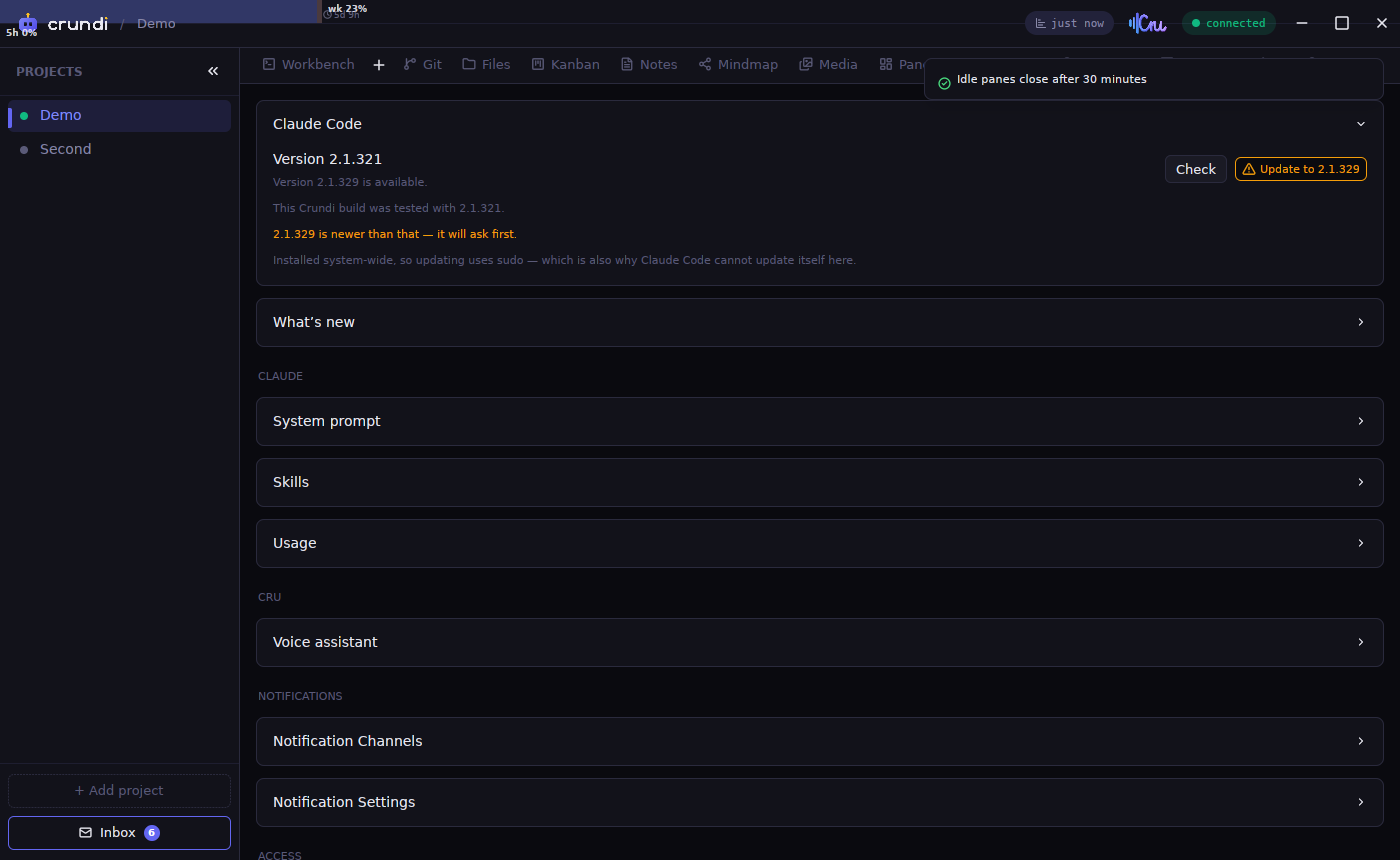 wk 23%
5d 9h
5h 0%
crundi / Demo
just now
Cru
connected
PROJECTS
Workbench
Git
Files
Kanban
Notes
Mindmap
Media
Idle panes close after 30 minutes
Demo
Second
Claude Code
Version 2.1.321
Version 2.1.329 is available.
Check
Update to 2.1.329
This Crundi build was tested with 2.1.321.
2.1.329 is newer than that — it will ask first.
Installed system-wide, so updating uses sudo — which is also why Claude Code cannot update itself here.
What’s new
CLAUDE
System prompt
Skills
Usage
CRU
Voice assistant
NOTIFICATIONS
Notification Channels
Notification Settings
ACCESS
+ Add project
Inbox 6